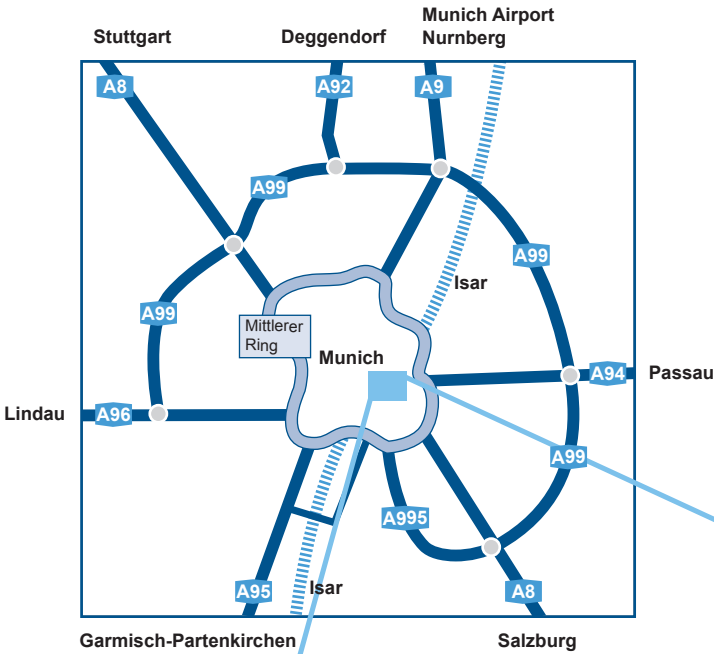 Munich Airport
Stuttgart
Deggendorf
Nurnberg
A8
A92
A9
A99
A99
Isar
A99
Mittlerer
Ring
Munich
A94
Passau
Lindau
A96
A99
A995
Isar
A95
A8
Garmisch-Partenkirchen
Salzburg